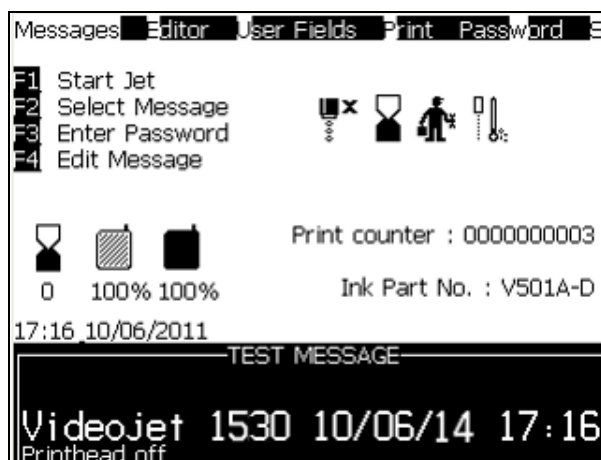 Messages Editor User Fields Print Password S
F1 Start Jet
F2 Select Message
F3 Enter Password
F4 Edit Message
Print counter : 0000000003
0 100% 100% Ink Part No. : V501A-D
17:16 10/06/2011
TEST MESSAGE
Videojet 1530 10/06/14 17:16
Printhead off